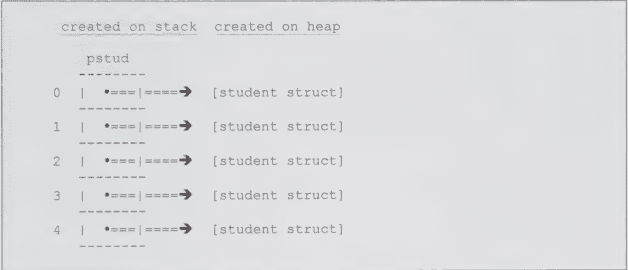 created on stack created on heap
pstud
---------
0 | •===|====➔ [student struct]
---------
1 | •===|====➔ [student struct]
---------
2 | •===|====➔ [student struct]
---------
3 | •===|====➔ [student struct]
---------
4 | •===|====➔ [student struct]
---------